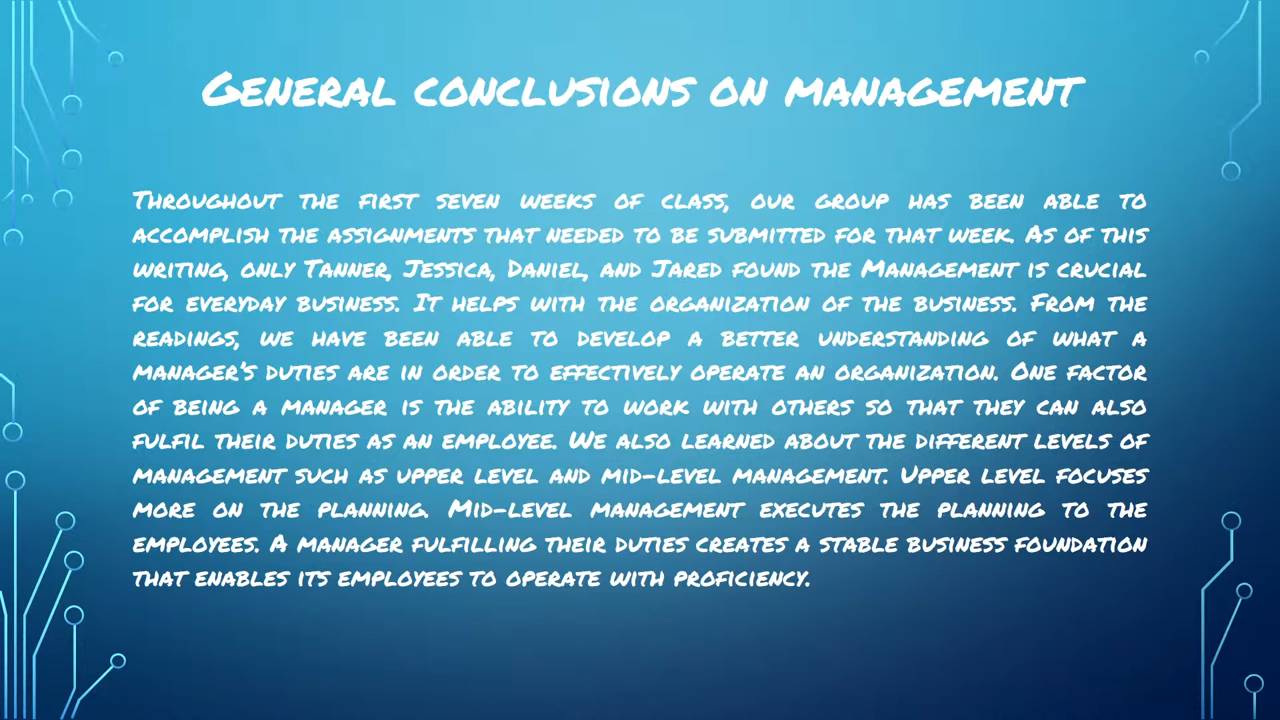 General conclusions on management
Throughout the first seven weeks of class, our group has been able to
accomplish the assignments that needed to be submitted for that week. As of this
writing, only Tanner, Jessica, Daniel, and Jared found the Management is crucial
for everyday business. It helps with the organization of the business. From the
readings, we have been able to develop a better understanding of what a
manager's duties are in order to effectively operate an organization. One factor
of being a manager is the ability to work with others so that they can also
fulfil their duties as an employee. We also learned about the different levels of
management such as upper level and mid-level management. Upper level focuses
more on the planning. Mid-level management executes the planning to the
employees. A manager fulfilling their duties creates a stable business foundation
that enables its employees to operate with proficiency.